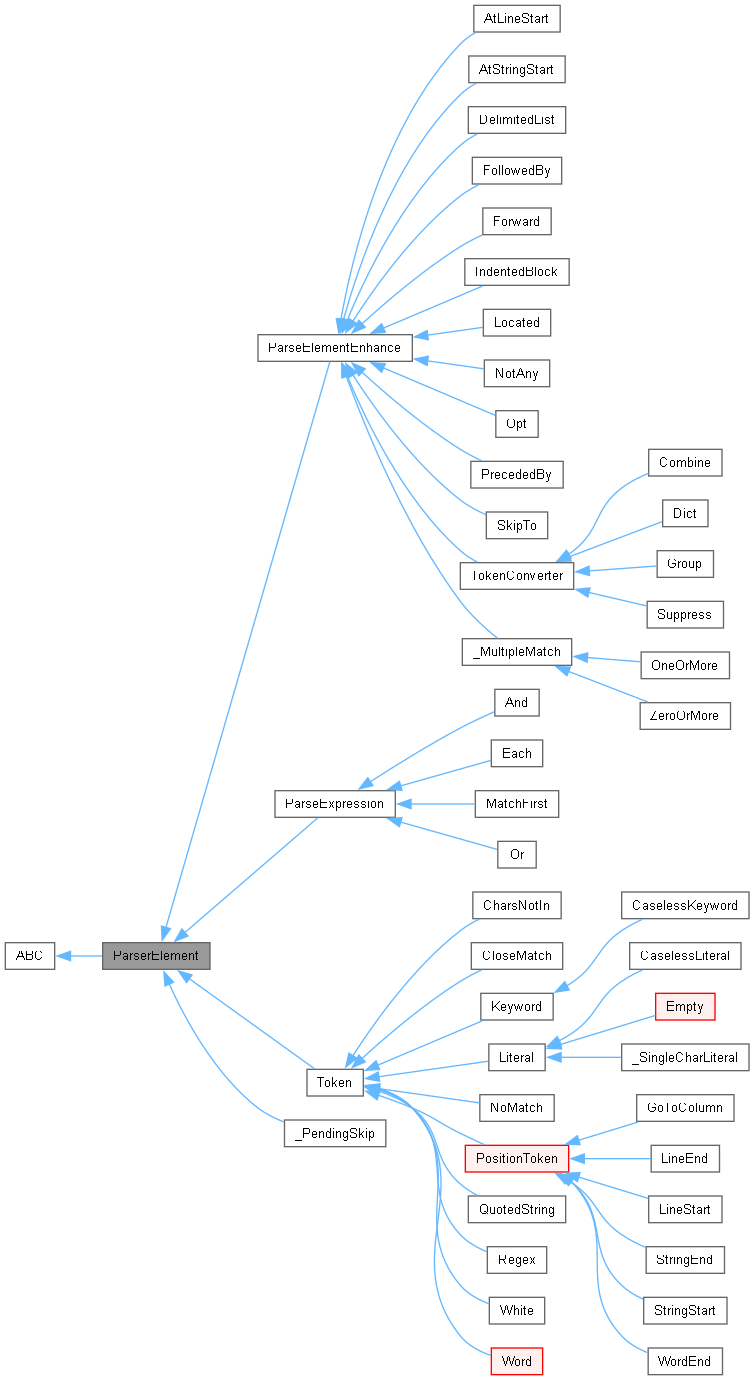 AtLineStart
AtStringStart
DelimitedList
FollowedBy
Forward
IndentedBlock
Located
ParseElementEnhance
NotAny
Opt
Combine
PrecededBy
Dict
SkipTo
Group
TokenConverter
Suppress
_MultipleMatch
OneOrMore
And
ZeroOrMore
Each
ParseExpression
MatchFirst
Or
CharsNotIn
CaselessKeyword
ABC
ParserElement
CloseMatch
CaselessLiteral
Keyword
Empty
Literal
_SingleCharLiteral
Token
NoMatch
GoToColumn
_PendingSkip
PositionToken
LineEnd
QuotedString
LineStart
Regex
StringEnd
White
StringStart
Word
WordEnd